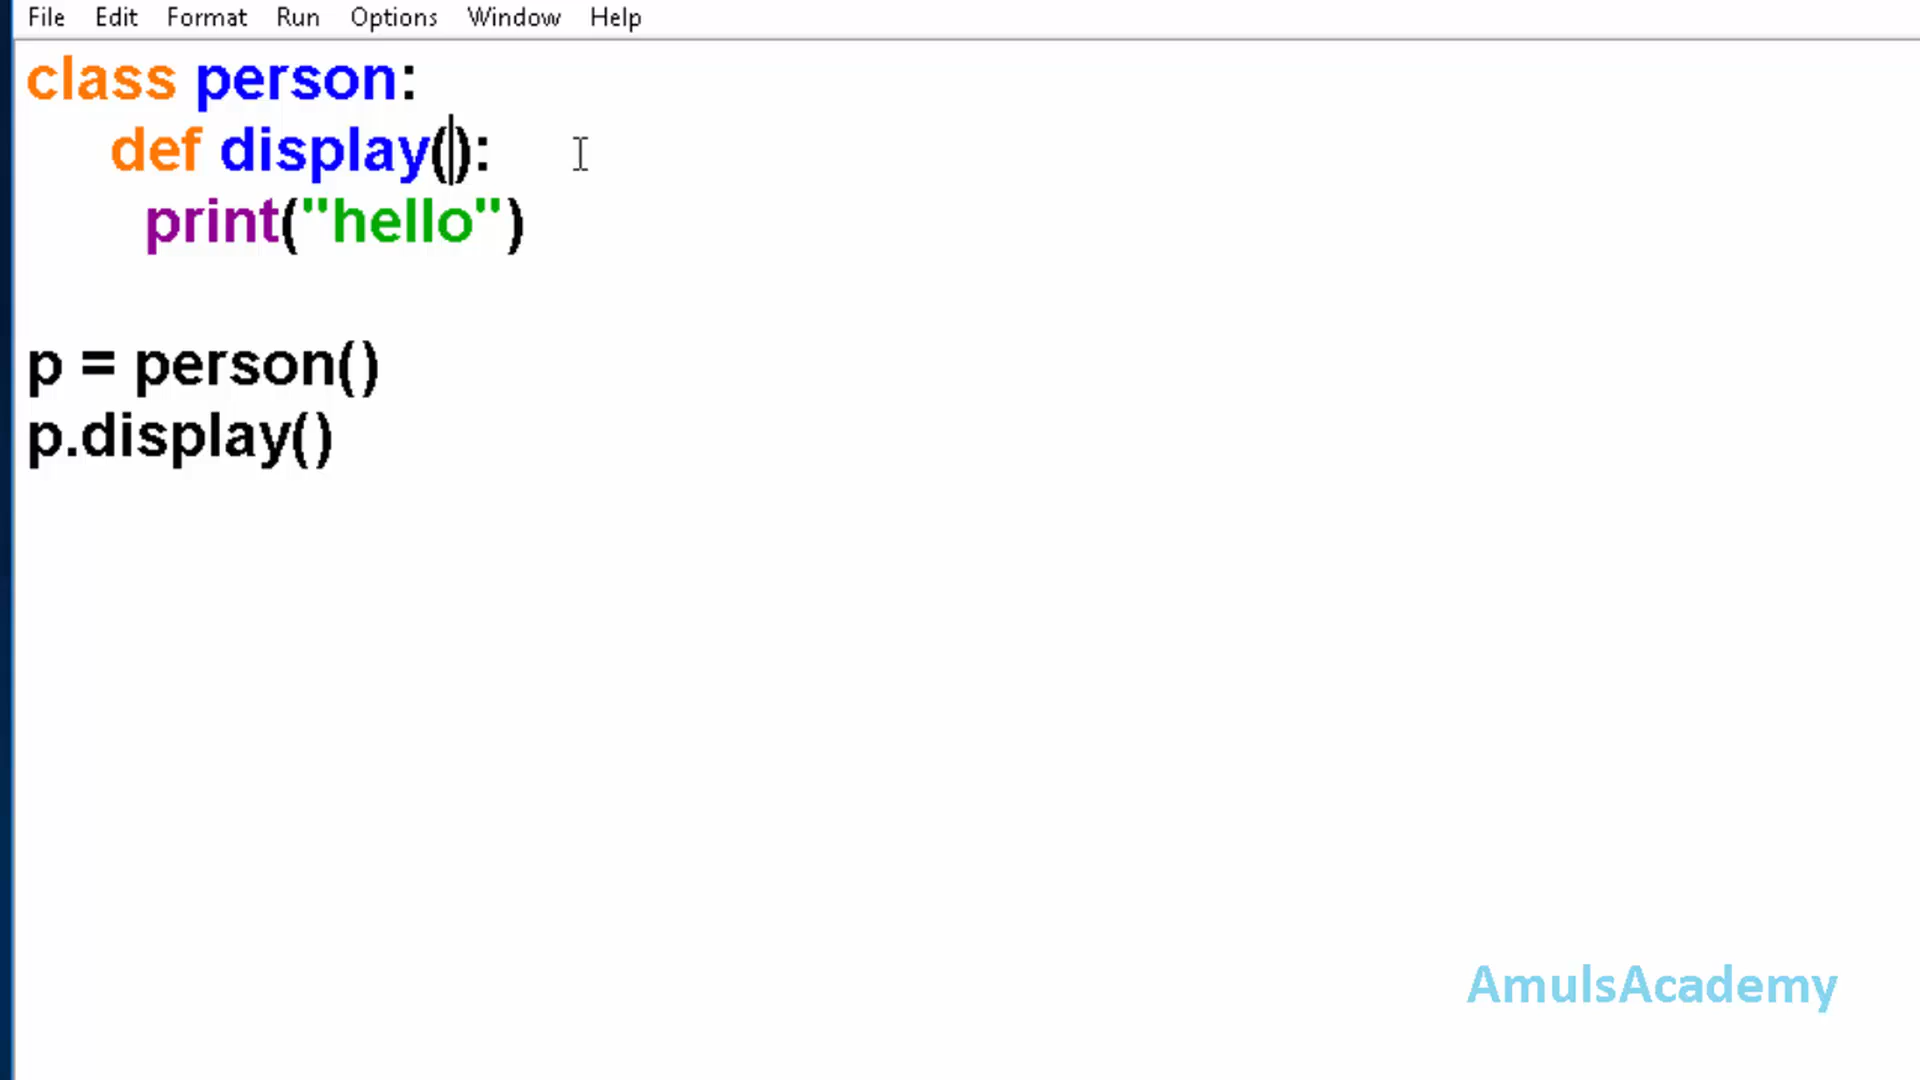 File Edit Format Run Options Window Help
class person:
def display():
print("hello")
p = person()
p.display()
AmulsAcademy